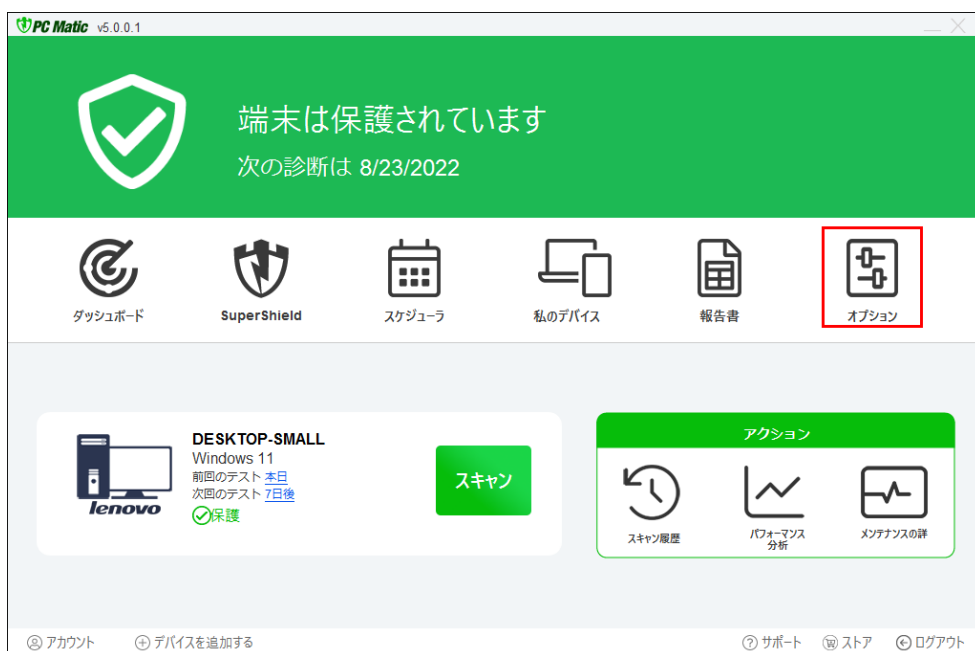 PC Matic v5.0.0.1
端末は保護されています
次の診断は 8/23/2022
ダッシュボード
SuperShield
スケジューラ
私のデバイス
報告書
オプション
DESKTOP-SMALL
Windows 11
前回のテスト 本日
次回のテスト 7日後
保護
lenovo
スキャン
アクション
スキャン履歴
パフォーマンス
分析
メンテナンスの詳
アカウント
デバイスを追加する
サポート
ストア
ログアウト